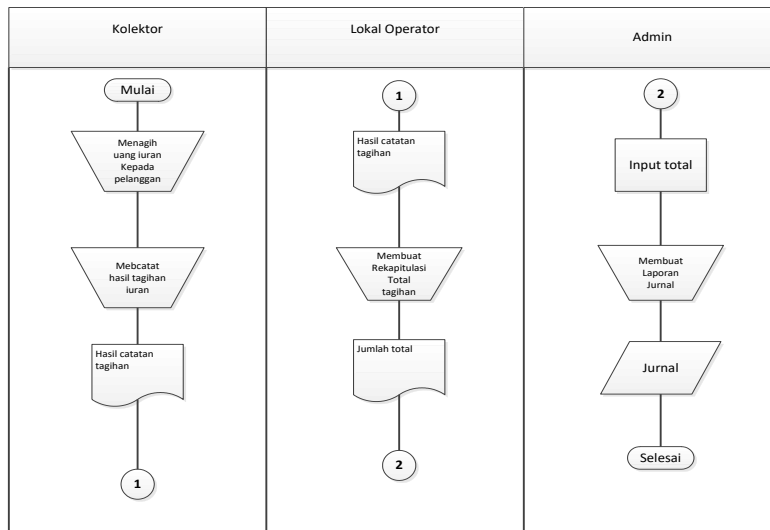 Kolektor
Lokal Operator
Admin
Mulai
Menagih
uang iuran
Kepada
pelanggan
Mebcatat
hasil tagihan
iuran
Hasil catatan
tagihan
1
1
Hasil catatan
tagihan
Membuat
Rekapitulasi
Total
tagihan
Jumlah total
2
2
Input total
Membuat
Laporan
Jurnal
Jurnal
Selesai